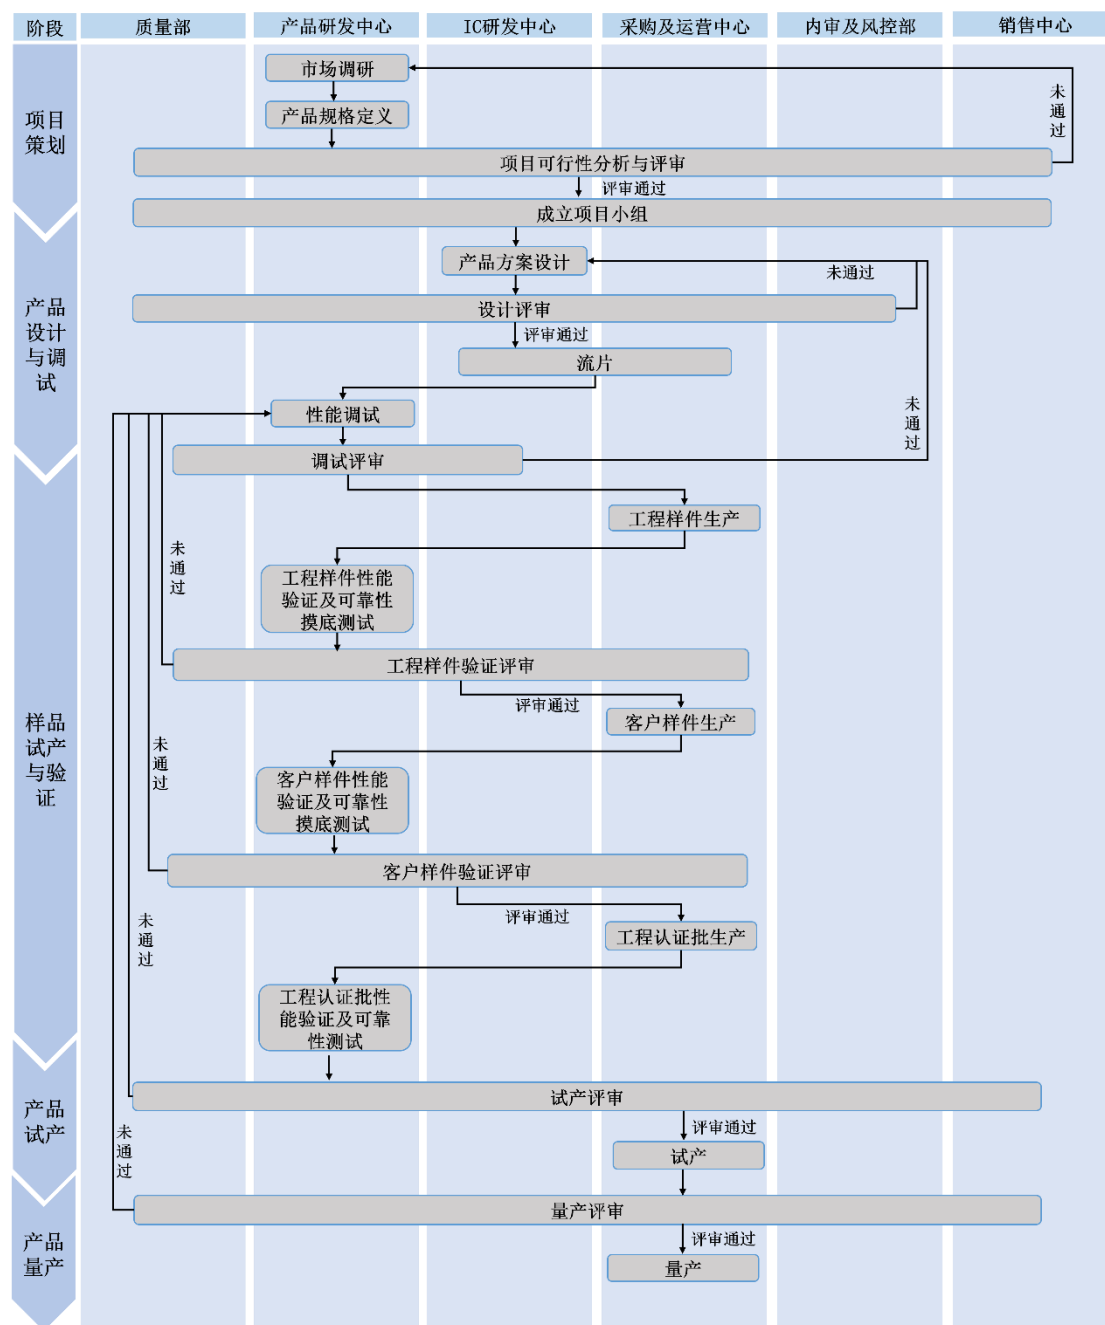 阶段
质量部
产品研发中心
IC研发中心
采购及运营中心
内审及风控部
销售中心
项目
策划
市场调研
产品规格定义
未
通
过
项目可行性分析与评审
评审通过
成立项目小组
产品
设计
与调
试
产品方案设计
未通过
设计评审
评审通过
流片
性能调试
未
通
过
调试评审
样品
试产
与验
证
工程样件生产
未
通
过
工程样件性能
验证及可靠性
摸底测试
工程样件验证评审
评审通过
客户样件生产
未
通
过
客户样件性能
验证及可靠性
摸底测试
客户样件验证评审
评审通过
未
通
过
工程认证批生产
工程认证批性
能验证及可靠
性测试
产品
试产
试产评审
评审通过
未
通
过
试产
产品
量产
量产评审
评审通过
量产